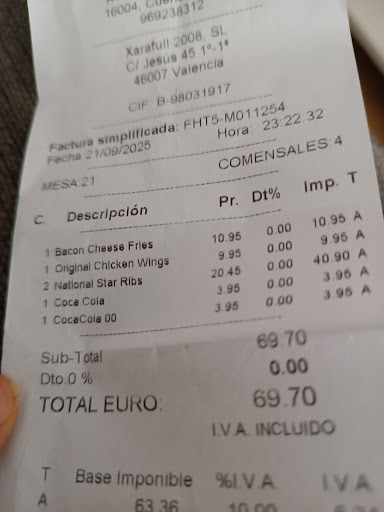 16004, Cuenca
969238312
Xarafull 2008, SL
C/ Jesús 45 1º-1ª
46007 Valencia
CIF B-98031917
Factura simplificada: FHT5-M011254
Fecha 21/09/2025 Hora: 23:22:32
MESA:21 COMENSALES:4
C. Descripción Pr. Dt% Imp. T
1 Bacon Cheese Fries 10.95 0.00 10.95 A
1 Original Chicken Wings 9.95 0.00 9.95 A
2 National Star Ribs 20.45 0.00 40.90 A
1 Coca Cola 3.95 0.00 3.95 A
1 CocaCola 00 3.95 0.00 3.95 A
Sub-Total 69.70
Dto.0 % 0.00
TOTAL EURO: 69.70
I.V.A. INCLUIDO
T Base Imponible %I.V.A. I.V.A.
A 63.36 10.00